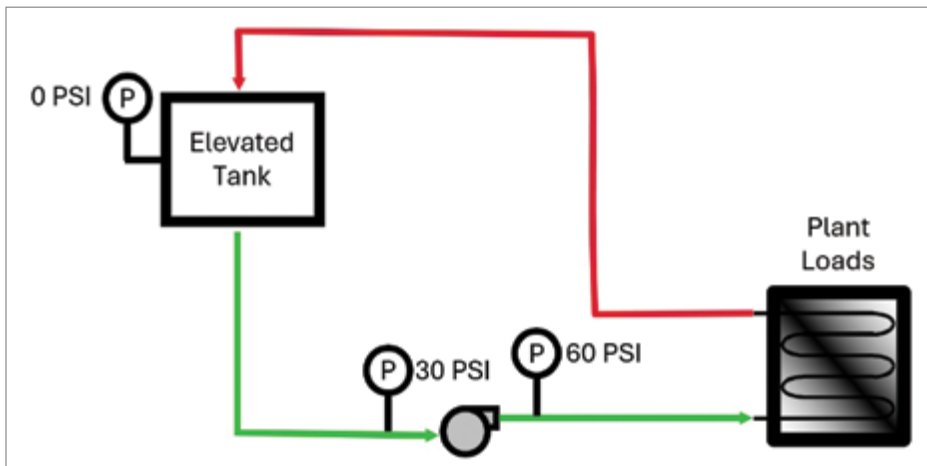 0 PSI
P
Elevated
Tank
Plant
Loads
P
30 PSI
P
60 PSI